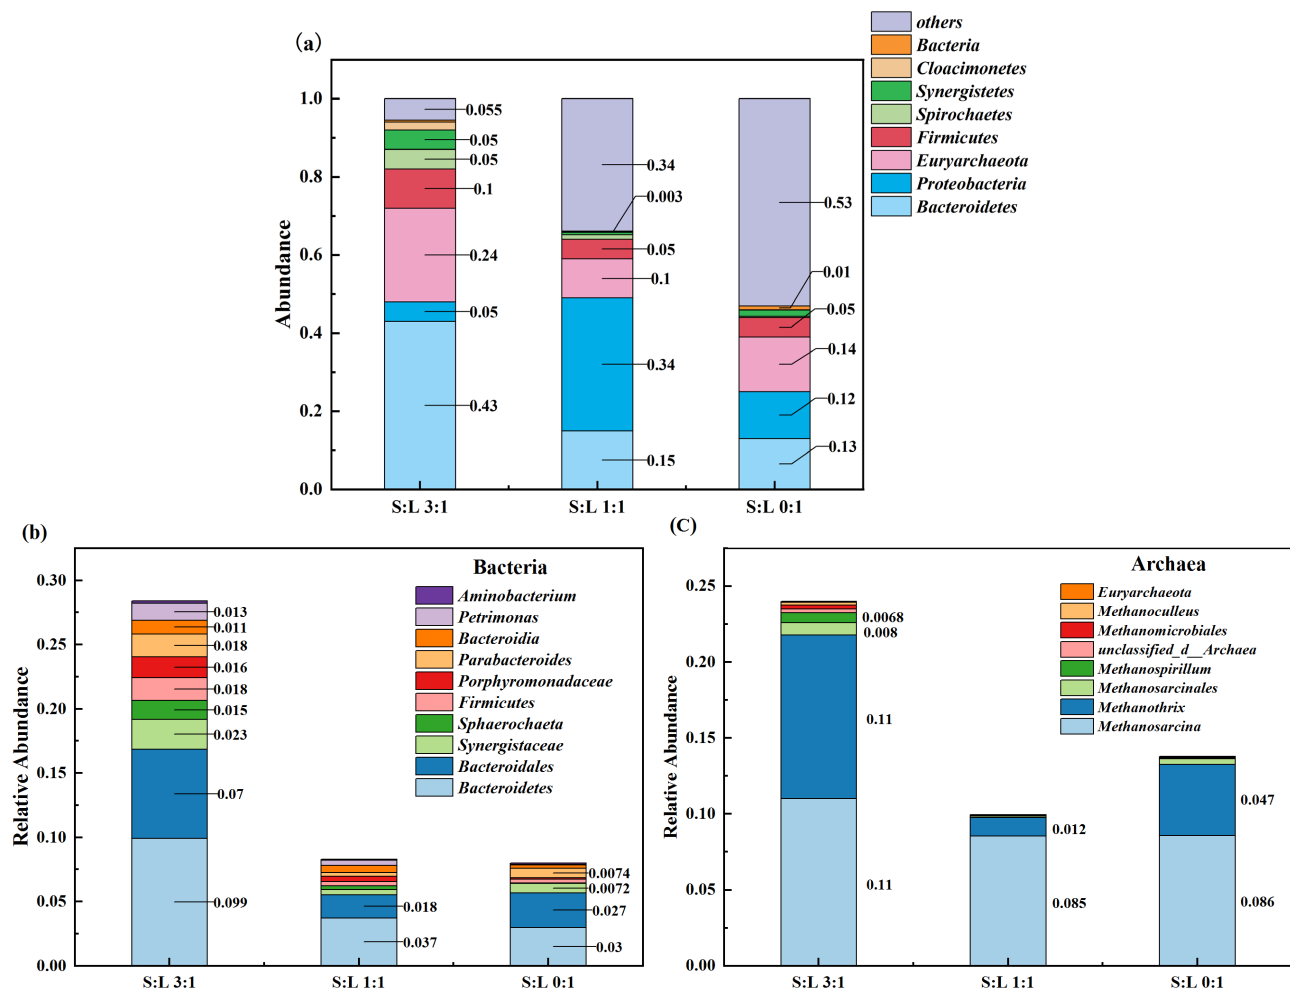 (a)
others
Bacteria
Cloacimonetes
Synergistetes
Spirochaetes
Firmicutes
Euryarchaeota
Proteobacteria
Bacteroidetes
Abundance
1.0
0.8
0.6
0.4
0.2
0.0
0.055
0.05
0.05
0.1
0.24
0.05
0.43
0.34
0.003
0.05
0.1
0.34
0.15
0.53
0.01
0.05
0.14
0.12
0.13
S:L 3:1
S:L 1:1
S:L 0:1
(b)
Bacteria
Aminobacterium
Petrimonas
Bacteroidia
Parabacteroides
Porphyromonadaceae
Firmicutes
Sphaerochaeta
Synergistaceae
Bacteroidales
Bacteroidetes
Relative Abundance
0.30
0.25
0.20
0.15
0.10
0.05
0.00
0.013
0.011
0.018
0.016
0.018
0.015
0.023
0.07
0.099
0.018
0.037
0.0074
0.0072
0.027
0.03
S:L 3:1
S:L 1:1
S:L 0:1
(C)
Archaea
Euryarchaeota
Methanoculleus
Methanomicrobiales
unclassified_d__Archaea
Methanospirillum
Methanosarcinales
Methanothrix
Methanosarcina
Relative Abundance
0.25
0.20
0.15
0.10
0.05
0.00
0.0068
0.008
0.11
0.11
0.012
0.085
0.047
0.086
S:L 3:1
S:L 1:1
S:L 0:1